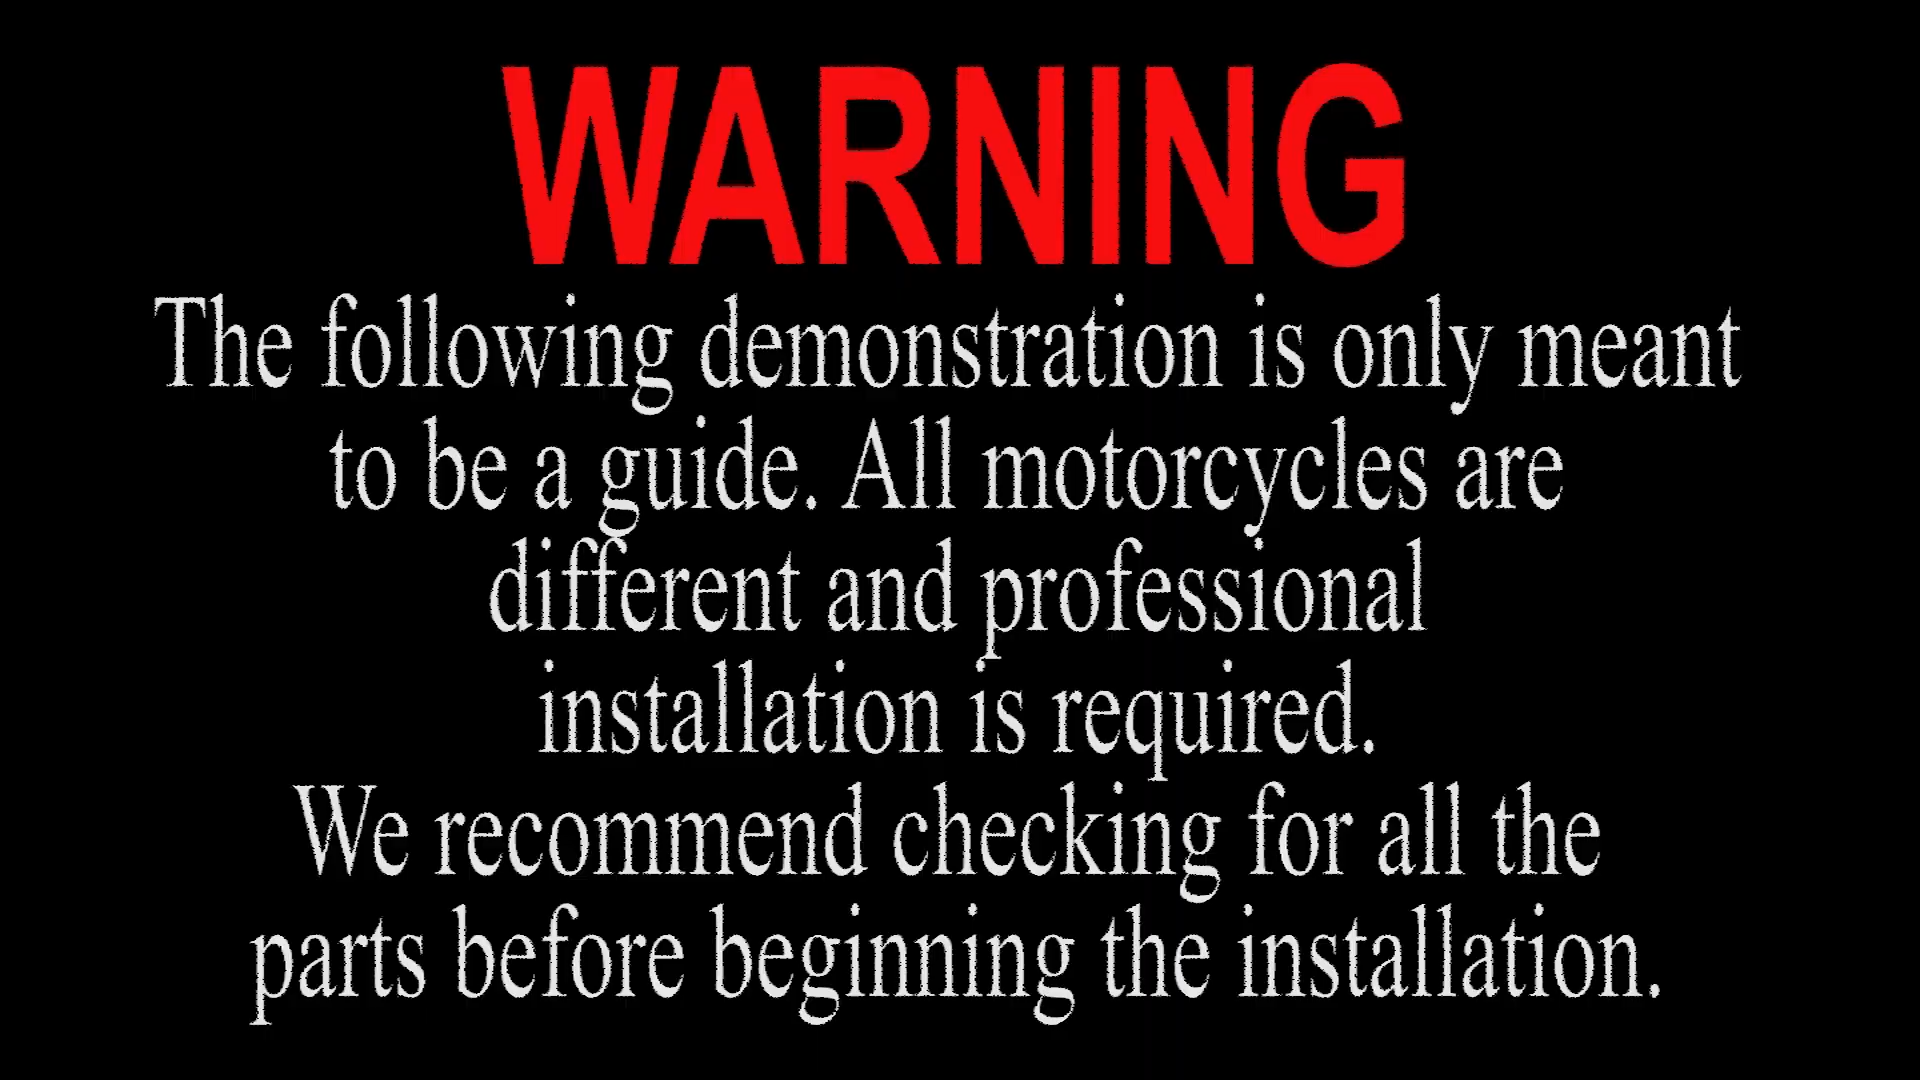 WARNING
The following demonstration is only meant
to be a guide. All motorcycles are
different and professional
installation is required.
We recommend checking for all the
parts before beginning the installation.